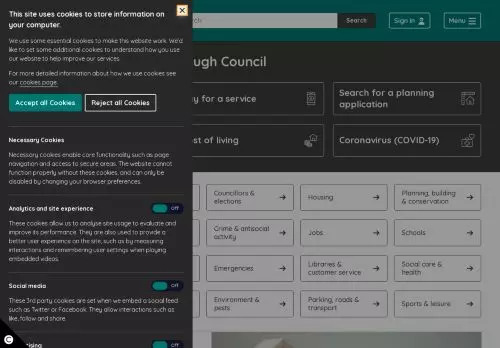 This site uses cookies to store information on
your computer.
We use some essential cookies to make this website work. We'd
like to set some additional cookies to understand how you use
our website to help improve our services.
For more detailed information about how we use cookies see
our cookies page.
Accept all Cookies
Reject all Cookies
Necessary Cookies
Necessary cookies enable core functionality such as page
navigation and access to secure areas. The website cannot
function properly without these cookies, and can only be
disabled by changing your browser preferences.
Analytics and site experience
Off
These cookies allow us to analyse site usage to evaluate and
improve its performance. They are also used to provide a
better user experience on the site, such as by measuring
interactions and remembering user settings when playing
embedded videos.
Social media
Off
These 3rd party cookies are set when we embed a social feed
such as Twitter or Facebook. They allow interactions such as
like, follow and share.
Off
Search
Sign in
Menu
ugh Council
y for a service
Search for a planning
application
st of living
Coronavirus (COVID-19)
Councillors &
elections
Housing
Planning, building
& conservation
Crime & antisocial
activity
Jobs
Schools
Emergencies
Libraries &
customer service
Social care &
health
Environment &
pests
Parking, roads &
transport
Sports & leisure